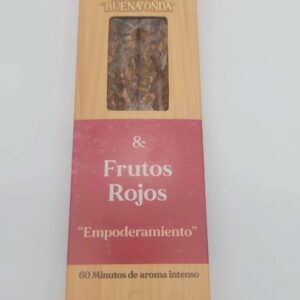 BUENA ONDA
&
Frutos
Rojos
“Empoderamiento”
60 Minutos de aroma intenso